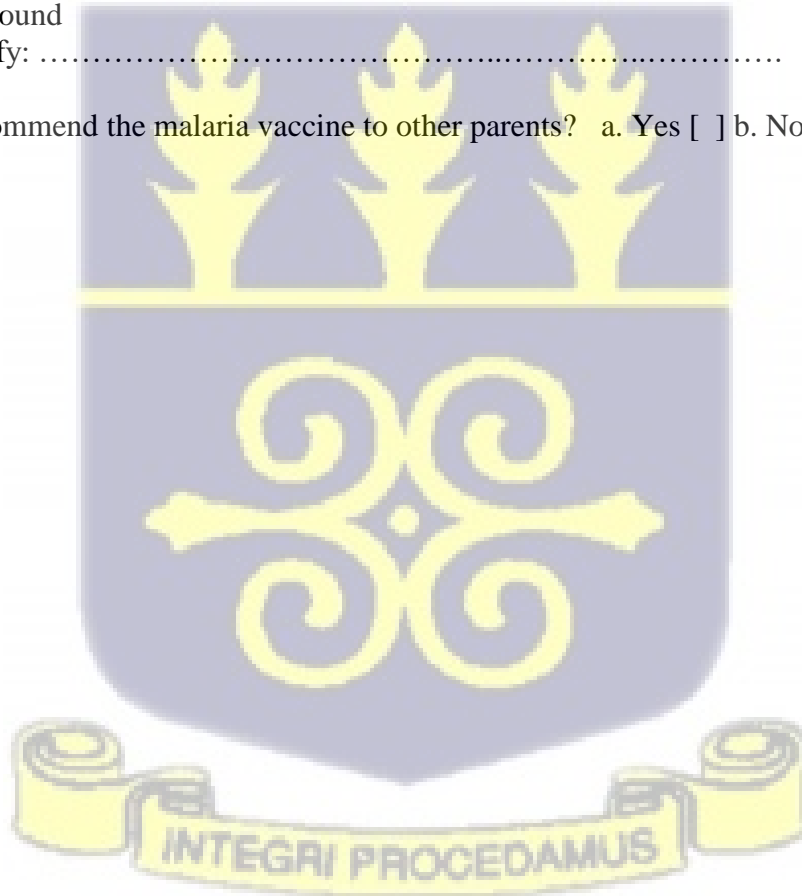 ound
fy: ……………………………………..…………..………….
ommend the malaria vaccine to other parents? a. Yes [ ] b. No
INTEGRI PROCEDAMUS